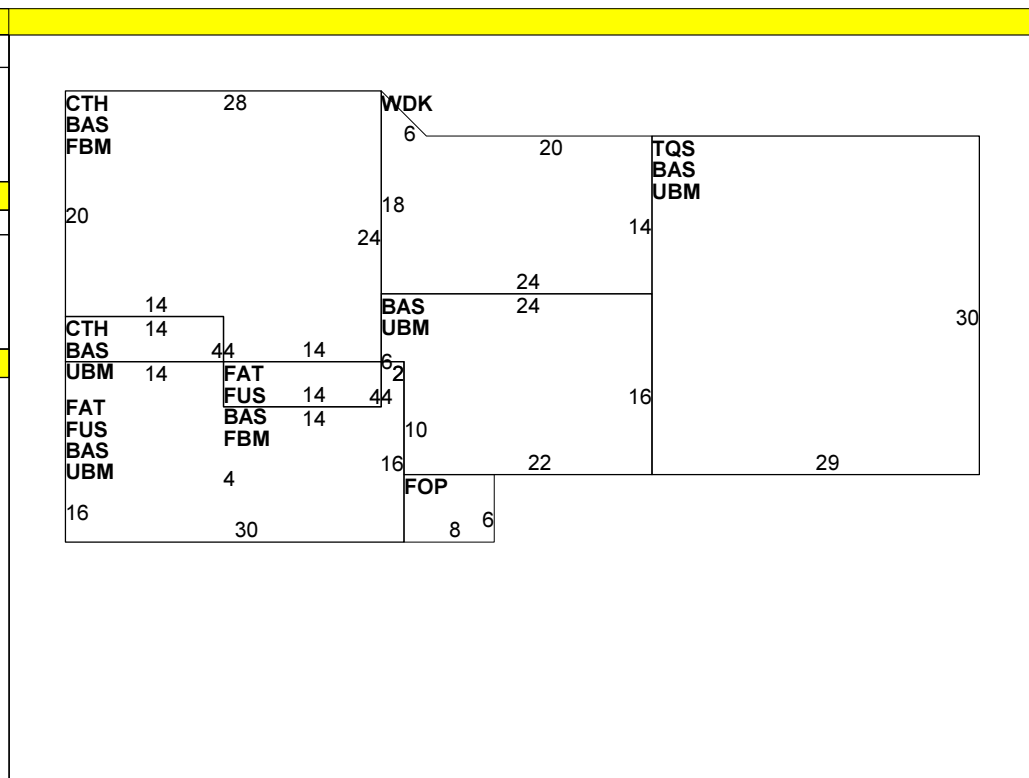 CTH
BAS
FBM
28
WDK
6
20
TQS
BAS
UBM
20
18
24
14
24
14
BAS
UBM
24
30
CTH
BAS
UBM
14
44
14
6
2
14
FAT
FUS
BAS
FBM
14
14
44
16
FAT
FUS
BAS
UBM
10
4
16
22
29
FOP
16
30
8
6